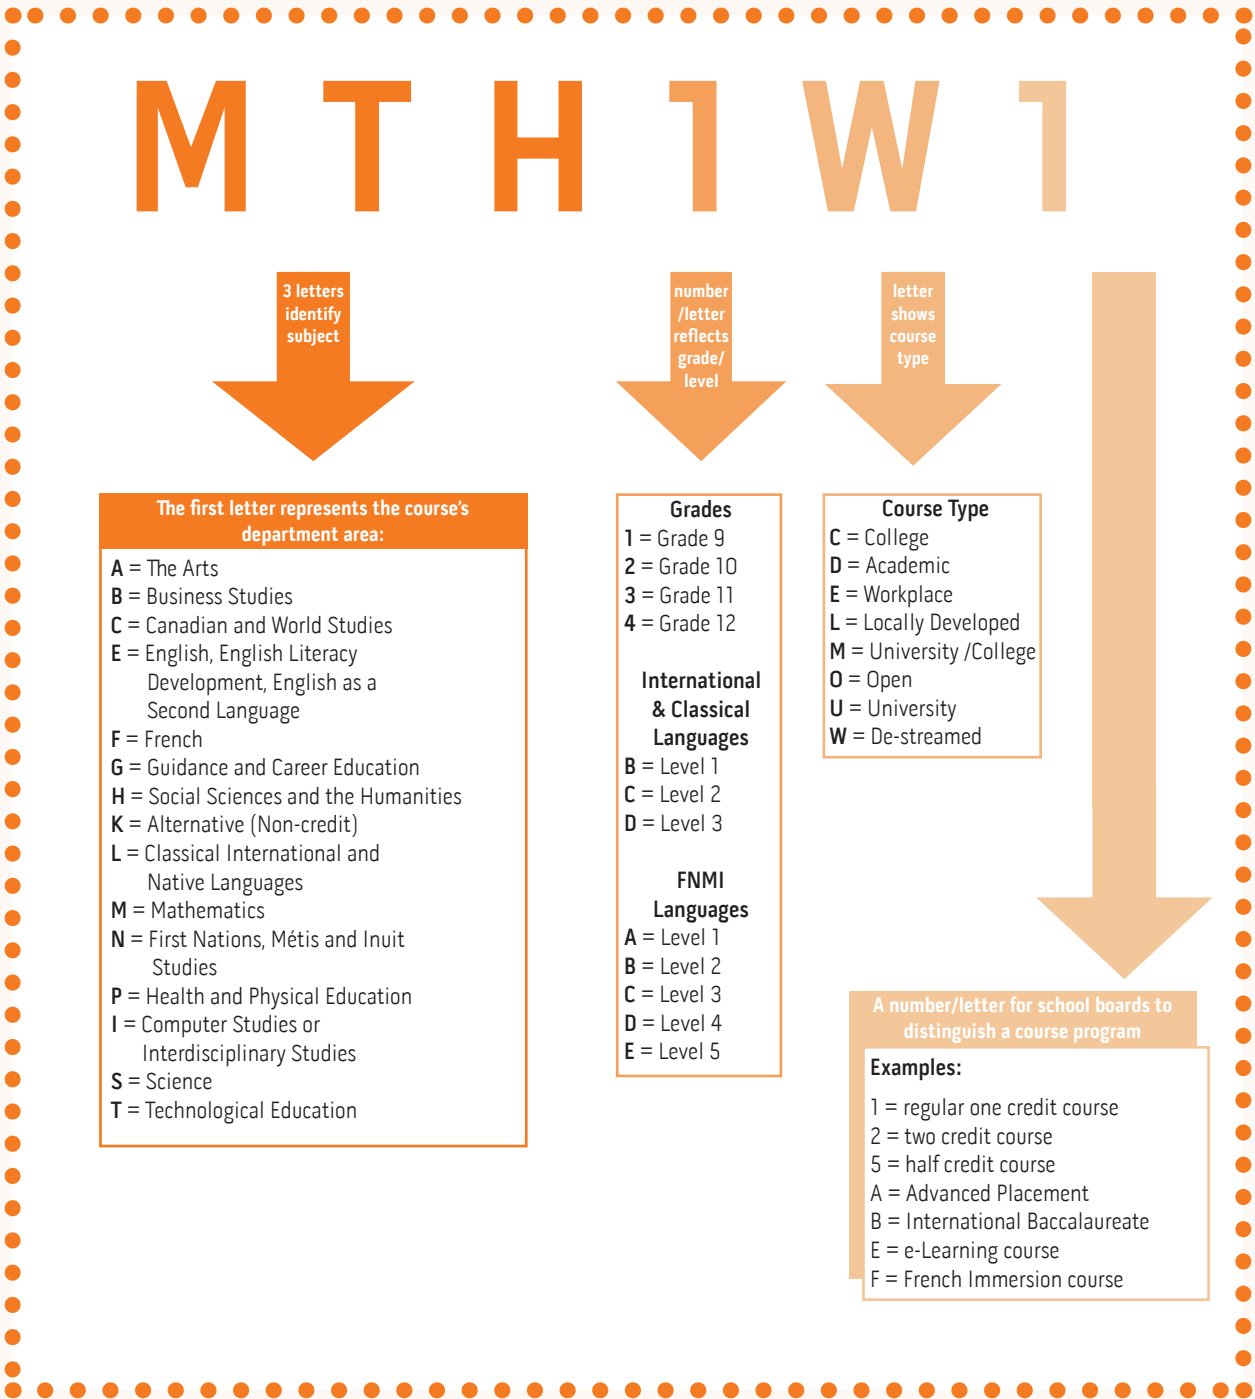 M T H 1 W 1
3 letters
identify
subject
number
/letter
reflects
grade/
level
letter
shows
course
type
The first letter represents the course's
department area:
A = The Arts
B = Business Studies
C = Canadian and World Studies
E = English, English Literacy
Development, English as a
Second Language
F = French
G = Guidance and Career Education
H = Social Sciences and the Humanities
K = Alternative (Non-credit)
L = Classical International and
Native Languages
M = Mathematics
N = First Nations, Métis and Inuit
Studies
P = Health and Physical Education
I = Computer Studies or
Interdisciplinary Studies
S = Science
T = Technological Education
Grades
1 = Grade 9
2 = Grade 10
3 = Grade 11
4 = Grade 12
International
& Classical
Languages
B = Level 1
C = Level 2
D = Level 3
FNMI
Languages
A = Level 1
B = Level 2
C = Level 3
D = Level 4
E = Level 5
Course Type
C = College
D = Academic
E = Workplace
L = Locally Developed
M = University /College
O = Open
U = University
W = De-streamed
A number/letter for school boards to
distinguish a course program
Examples:
1 = regular one credit course
2 = two credit course
5 = half credit course
A = Advanced Placement
B = International Baccalaureate
E = e-Learning course
F = French Immersion course